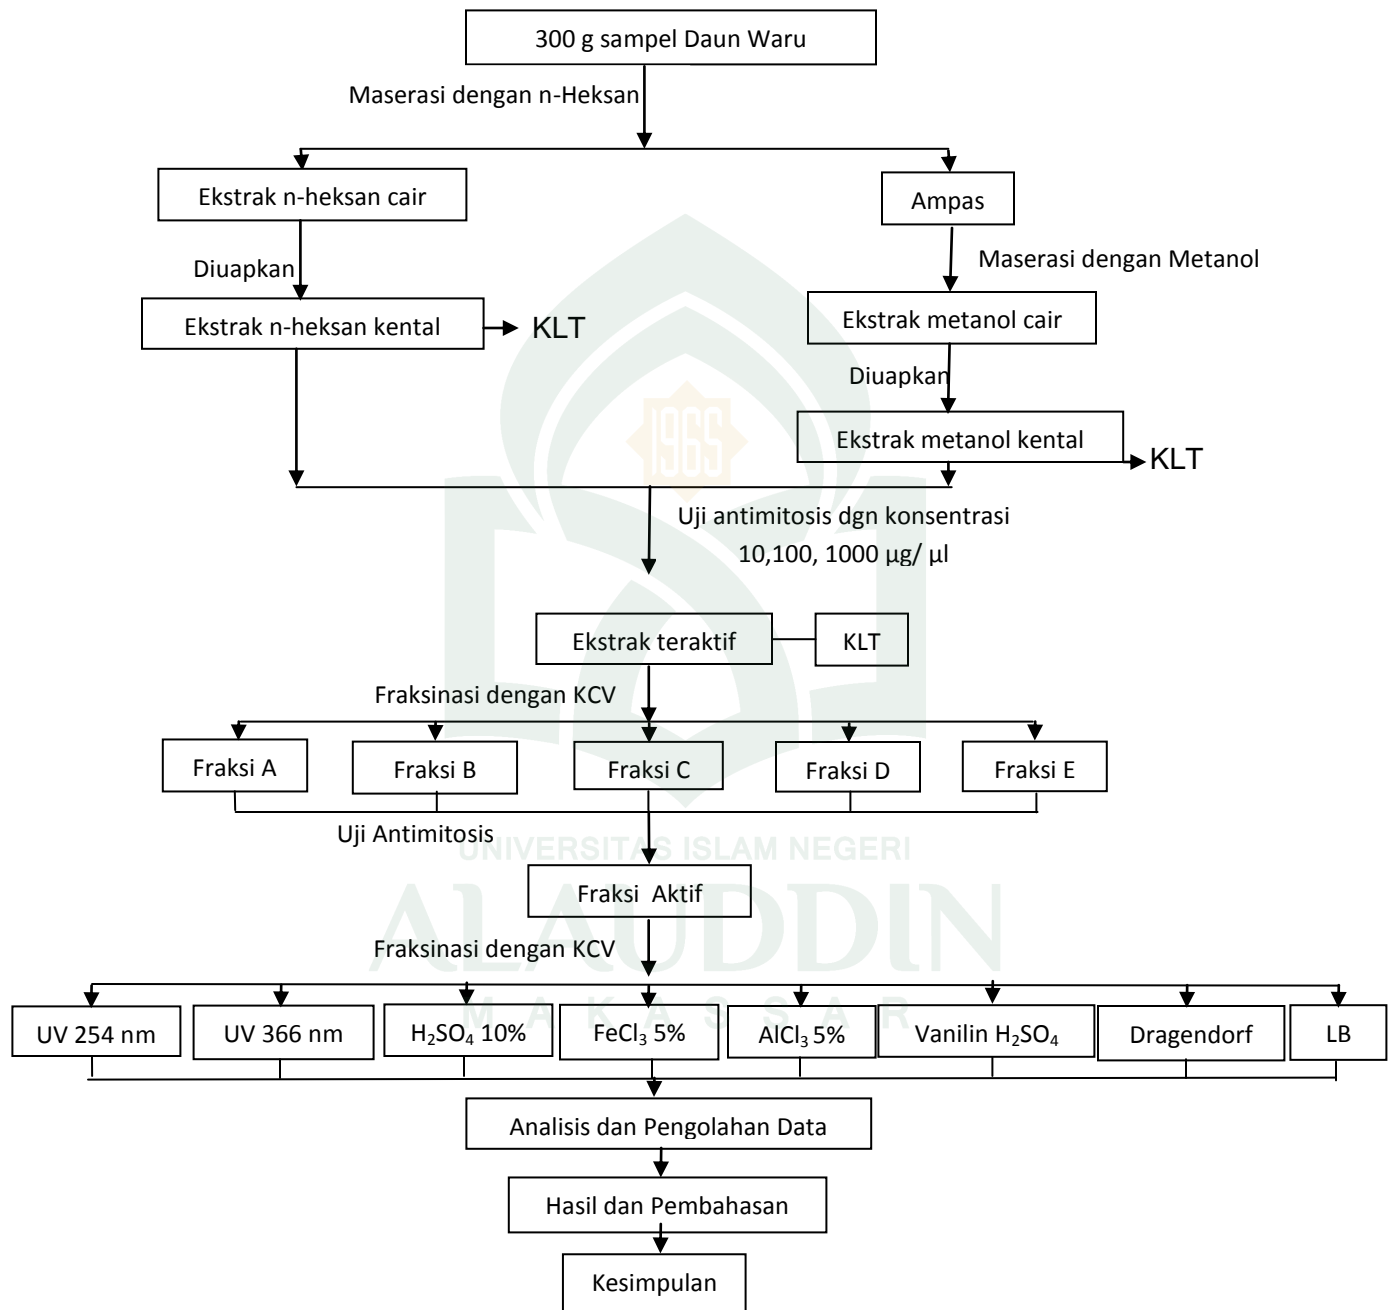 300 g sampel Daun Waru
Maserasi dengan n-Heksan
Ekstrak n-heksan cair
Ampas
Diuapkan
Maserasi dengan Metanol
Ekstrak n-heksan kental
KLT
Ekstrak metanol cair
Diuapkan
Ekstrak metanol kental
KLT
1965
Uji antimitosis dgn konsentrasi
10,100, 1000 µg/ µl
Ekstrak teraktif
KLT
Fraksinasi dengan KCV
Fraksi A
Fraksi B
Fraksi C
Fraksi D
Fraksi E
Uji Antimitosis
UNIVERSITAS ISLAM NEGERI
Fraksi Aktif
ALAUDDIN
Fraksinasi dengan KCV
MAKASSAR
UV 254 nm
UV 366 nm
H₂SO₄ 10%
FeCl₃ 5%
AlCl₃ 5%
Vanilin H₂SO₄
Dragendorf
LB
Analisis dan Pengolahan Data
Hasil dan Pembahasan
Kesimpulan